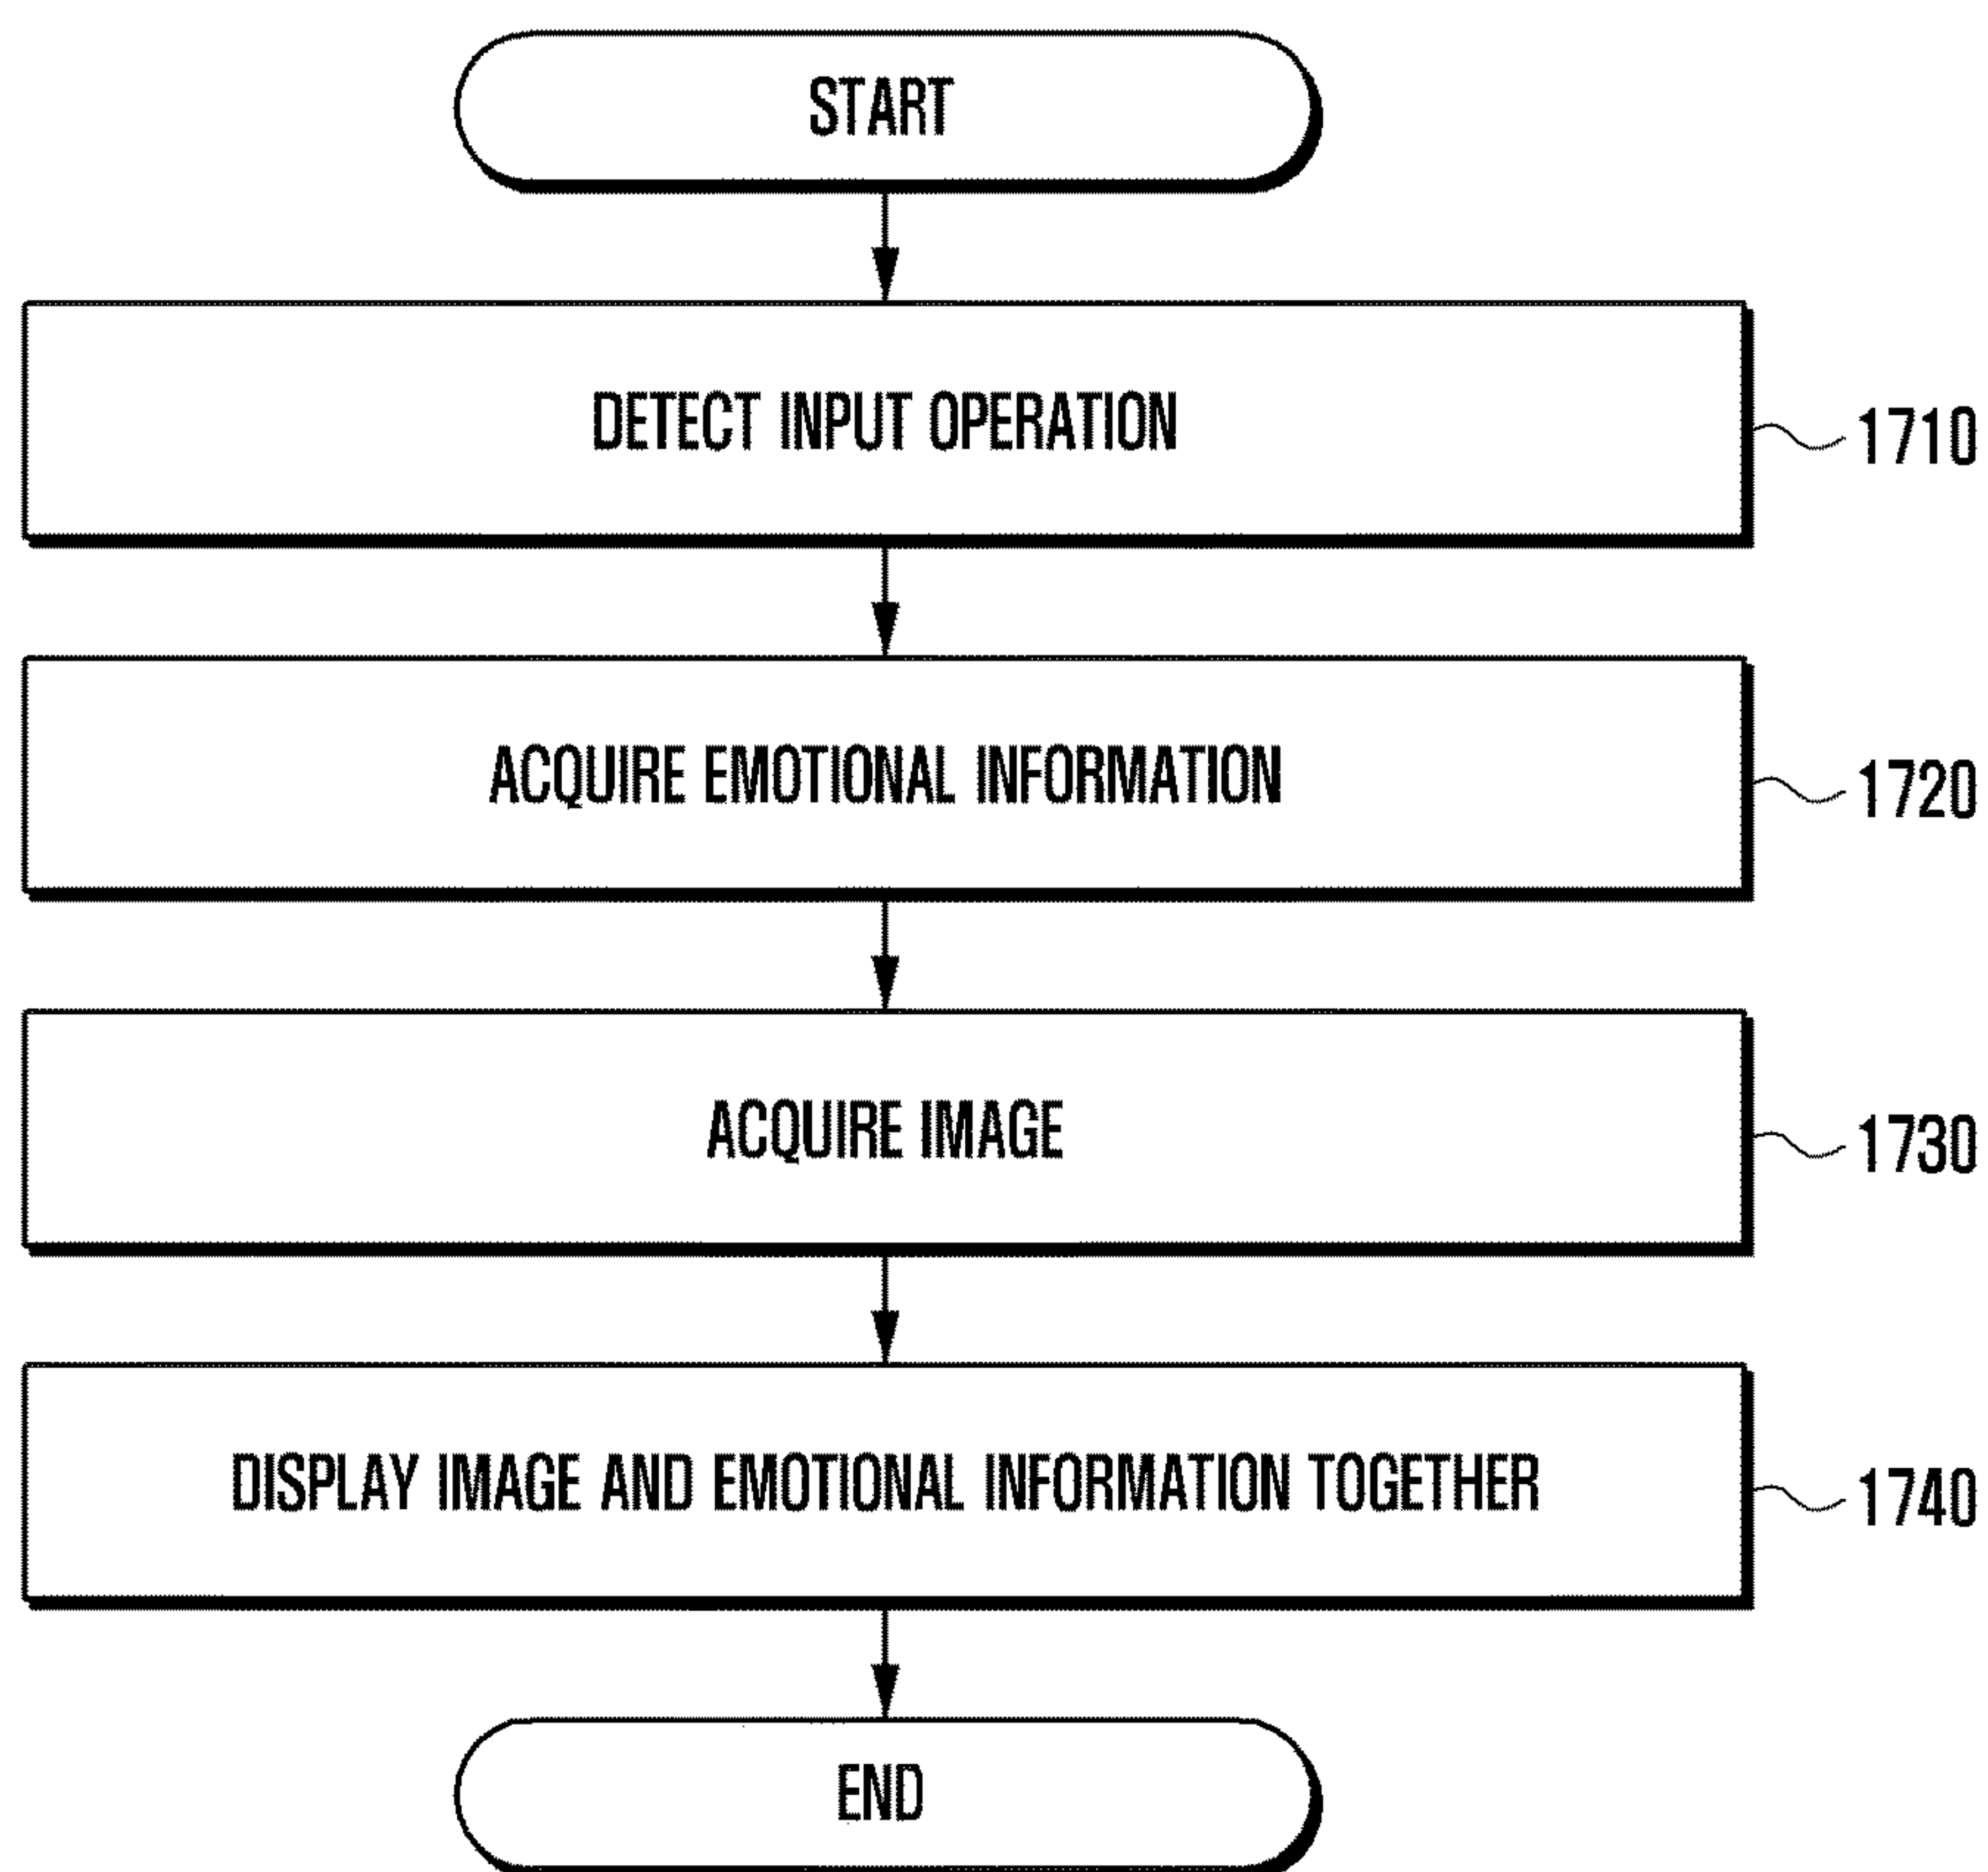 START
DETECT INPUT OPERATION
1710
ACQUIRE EMOTIONAL INFORMATION
1720
ACQUIRE IMAGE
1730
DISPLAY IMAGE AND EMOTIONAL INFORMATION TOGETHER
1740
END